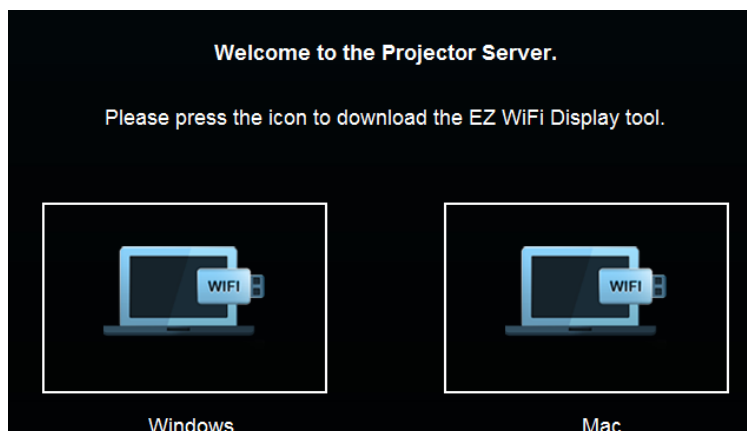 Welcome to the Projector Server.
Please press the icon to download the EZ WiFi Display tool.
WIFI
WIFI
Windows
Mac